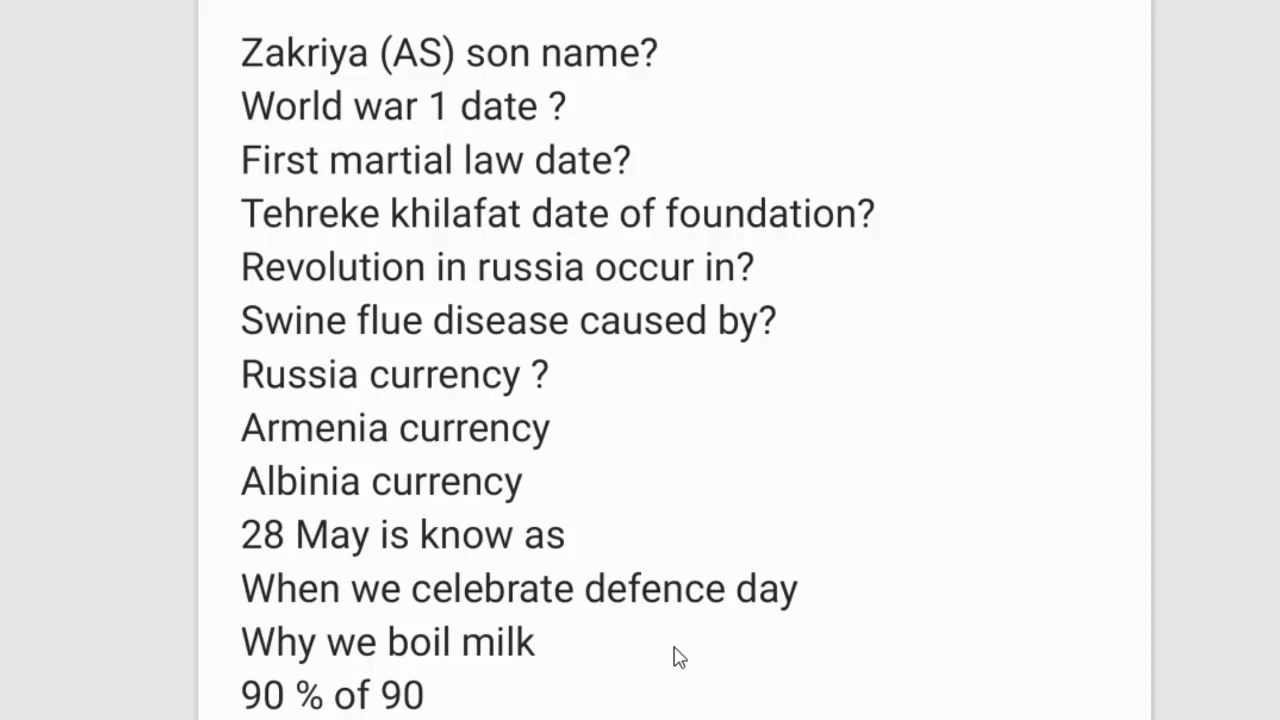 Zakriya (AS) son name?
World war 1 date ?
First martial law date?
Tehreke khilafat date of foundation?
Revolution in russia occur in?
Swine flue disease caused by?
Russia currency ?
Armenia currency
Albinia currency
28 May is know as
When we celebrate defence day
Why we boil milk
90 % of 90